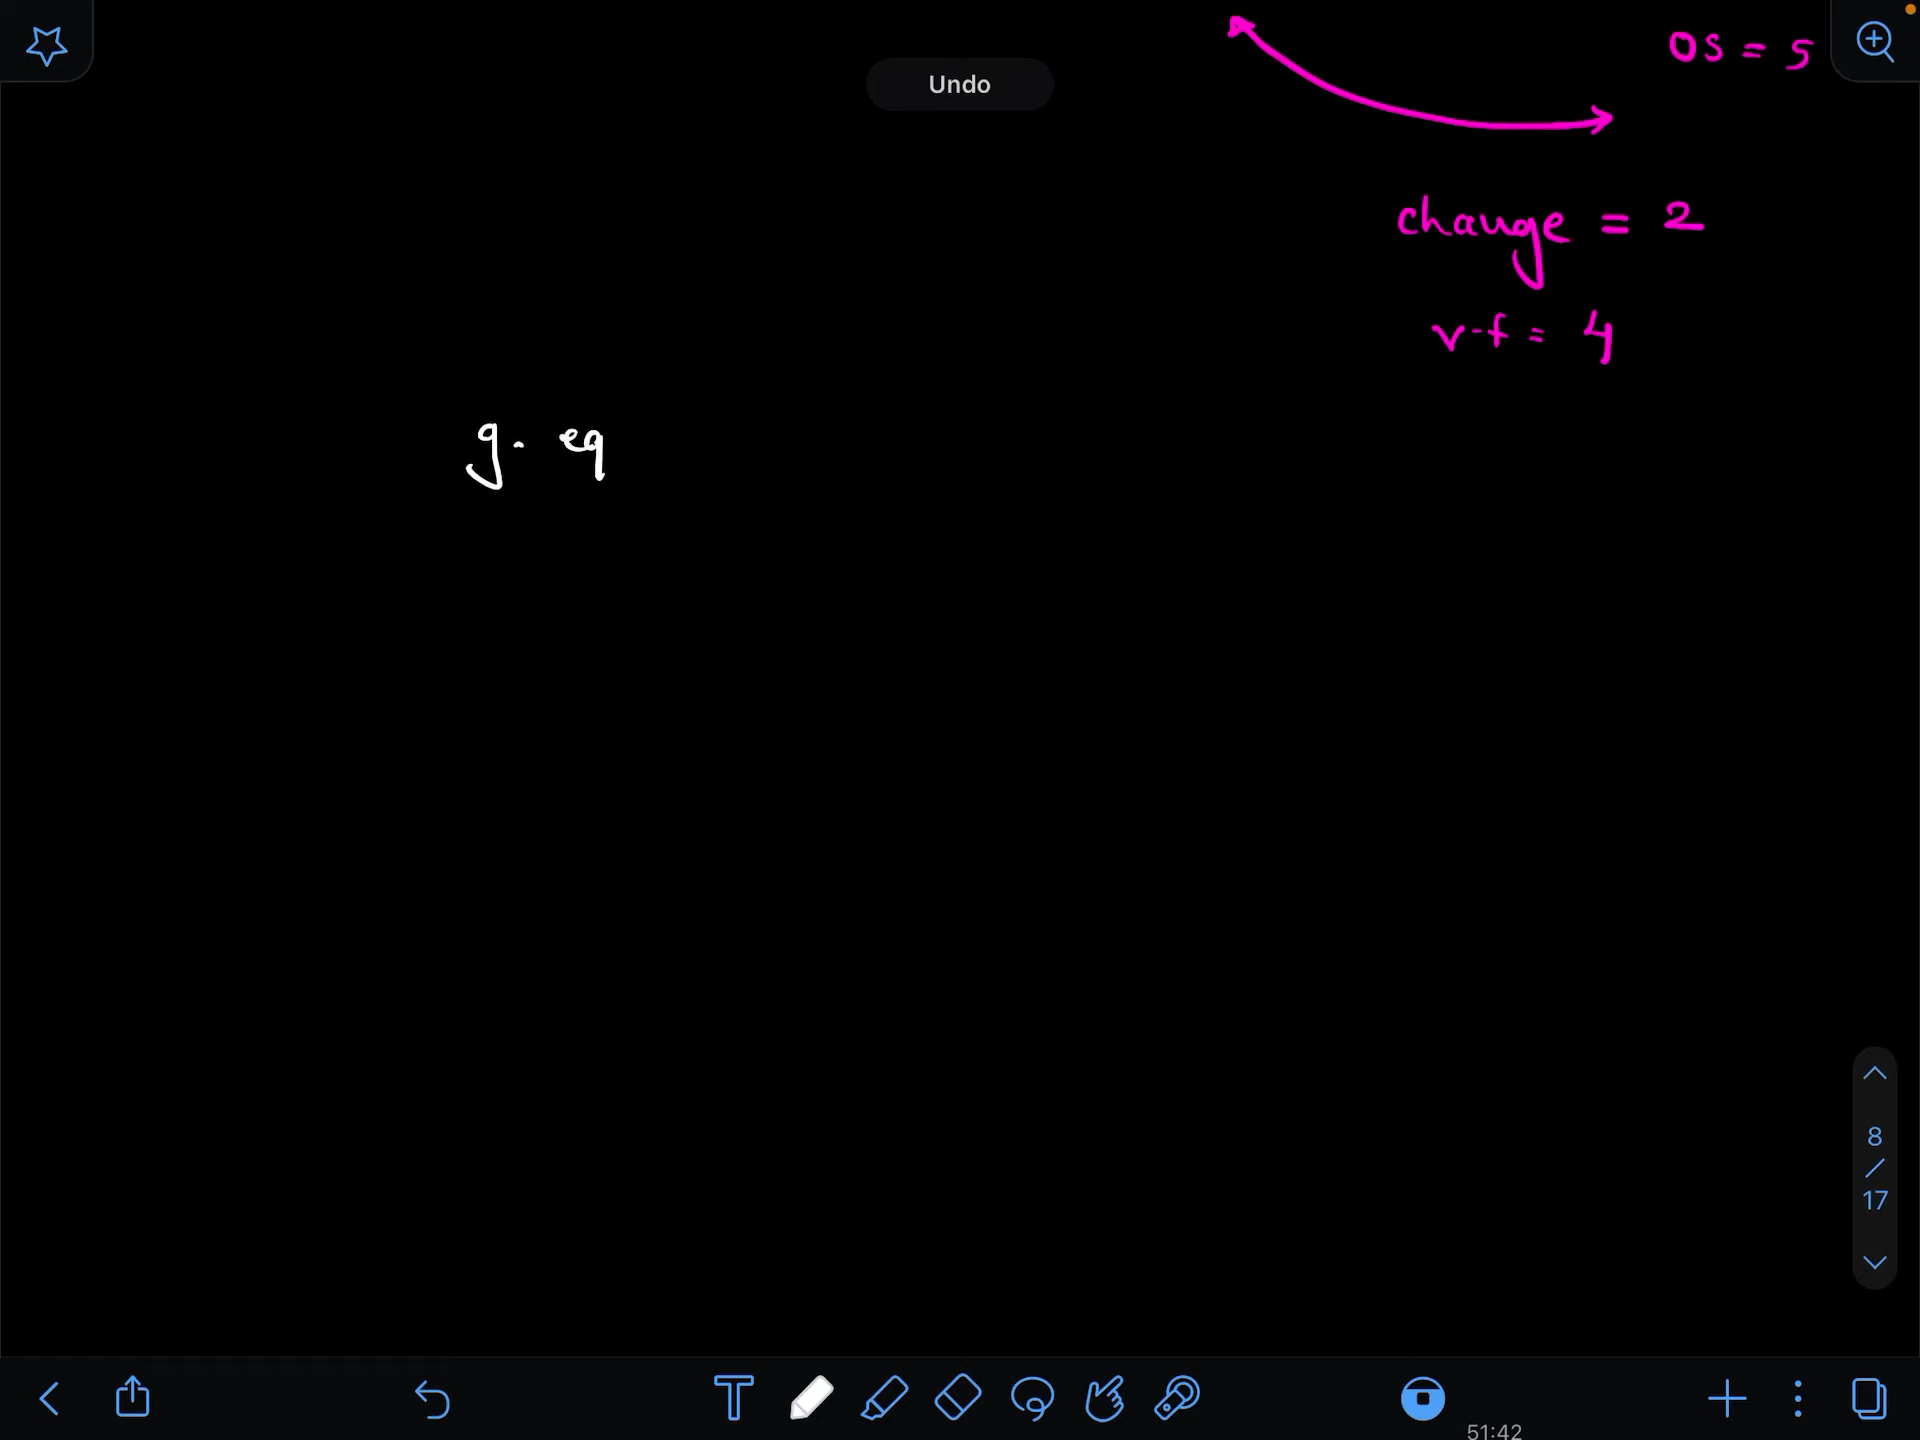 OS = 5
Undo
change = 2
v-f = 4
g. eq
8
/
17
51:42